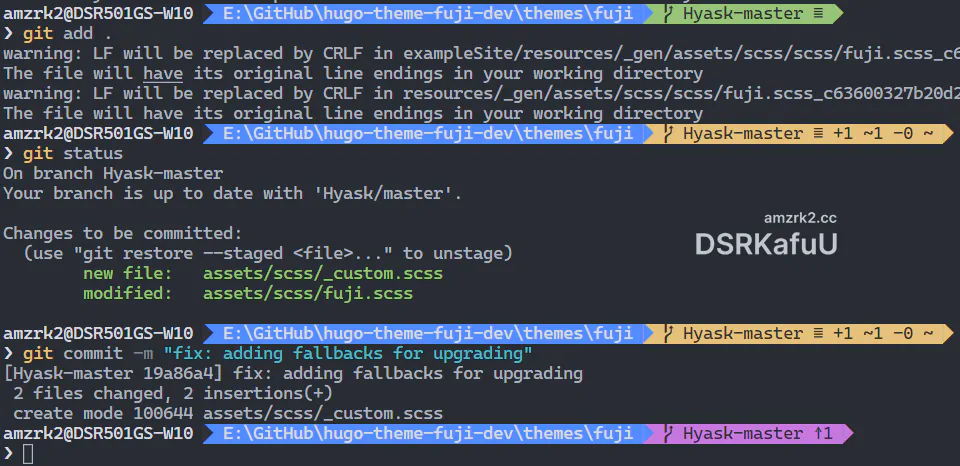 amzrk2@DSR501GS-W10 E:\GitHub\hugo-theme-fuji-dev\themes\fuji Hyask-master ≡
❯ git add .
warning: LF will be replaced by CRLF in exampleSite/resources/_gen/assets/scss/scss/fuji.scss_c6
The file will have its original line endings in your working directory
warning: LF will be replaced by CRLF in resources/_gen/assets/scss/scss/fuji.scss_c63600327b20d2
The file will have its original line endings in your working directory
amzrk2@DSR501GS-W10 E:\GitHub\hugo-theme-fuji-dev\themes\fuji Hyask-master ≡ +1 ~1 -0 ~
❯ git status
On branch Hyask-master
Your branch is up to date with 'Hyask/master'.
amzrk2.cc
DSRKafuU
Changes to be committed:
(use "git restore --staged <file>..." to unstage)
new file: assets/scss/_custom.scss
modified: assets/scss/fuji.scss
amzrk2@DSR501GS-W10 E:\GitHub\hugo-theme-fuji-dev\themes\fuji Hyask-master ≡ +1 ~1 -0 ~
❯ git commit -m "fix: adding fallbacks for upgrading"
[Hyask-master 19a86a4] fix: adding fallbacks for upgrading
2 files changed, 2 insertions(+)
create mode 100644 assets/scss/_custom.scss
amzrk2@DSR501GS-W10 E:\GitHub\hugo-theme-fuji-dev\themes\fuji Hyask-master ↑1
❯